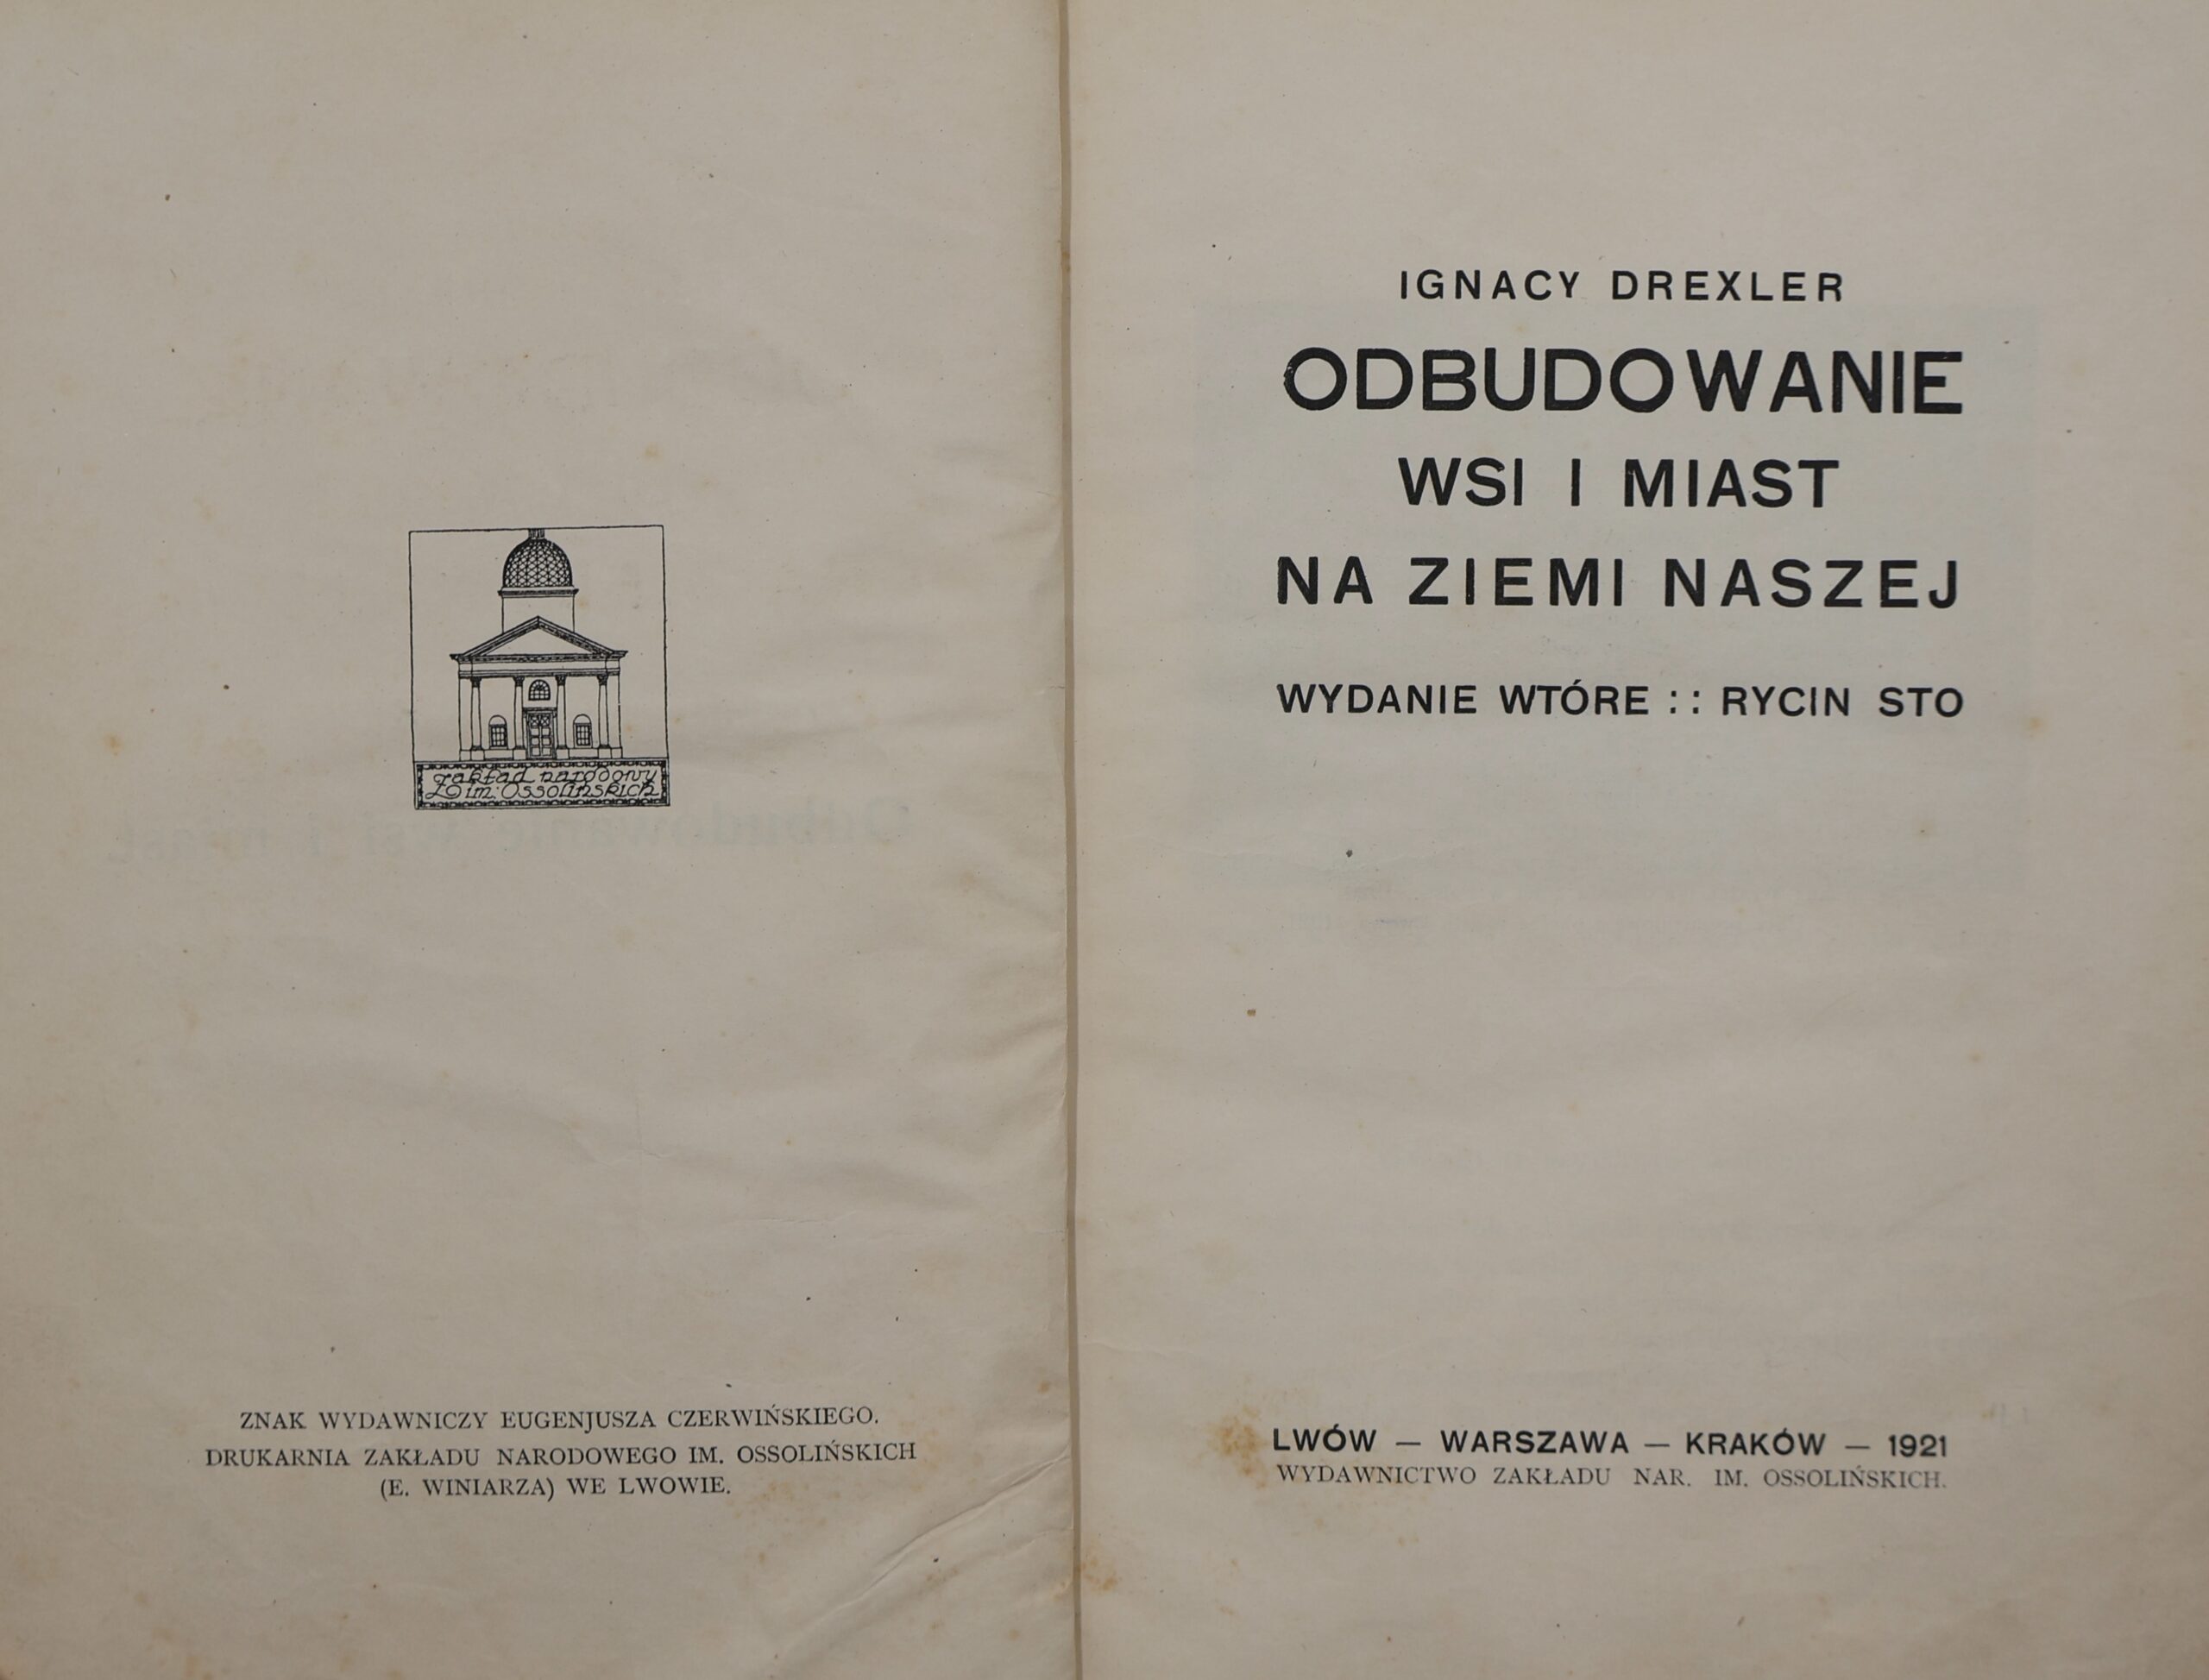 Zakład narodowy
im. Ossolińskich
ZNAK WYDAWNICZY EUGENJUSZA CZERWIŃSKIEGO.
DRUKARNIA ZAKŁADU NARODOWEGO IM. OSSOLIŃSKICH
(E. WINIARZA) WE LWOWIE.
IGNACY DREXLER
ODBUDOWANIE
WSI I MIAST
NA ZIEMI NASZEJ
WYDANIE WTÓRE :: RYCIN STO
LWÓW — WARSZAWA — KRAKÓW — 1921
WYDAWNICTWO ZAKŁADU NAR. IM. OSSOLIŃSKICH.